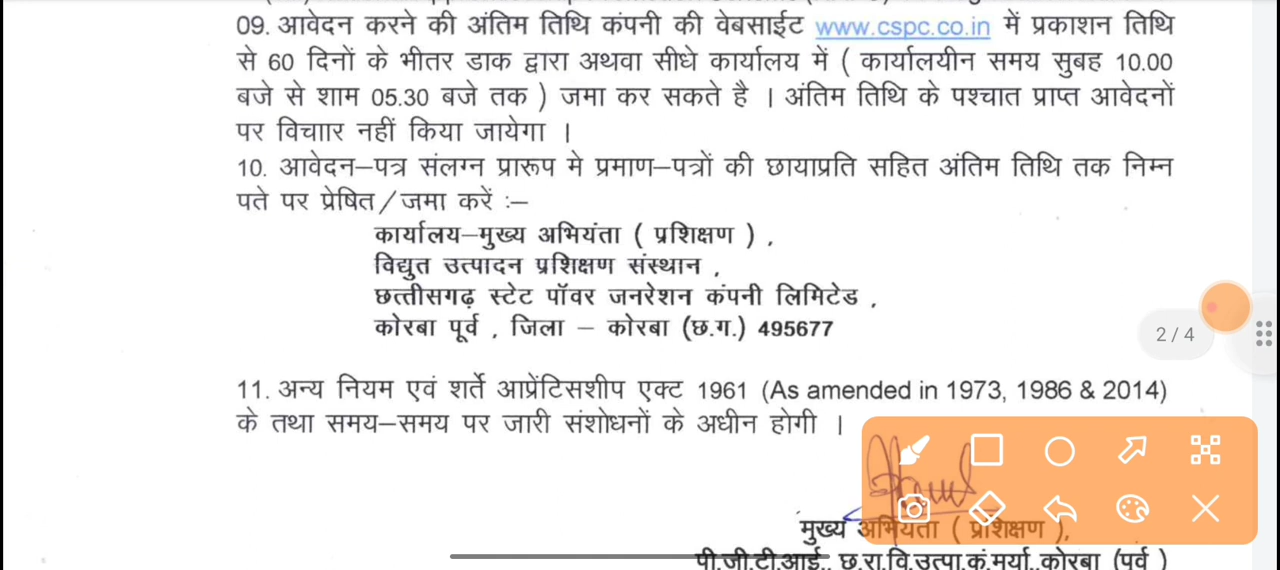 09. आवेदन करने की अंतिम तिथि कंपनी की वेबसाईट www.cspc.co.in में प्रकाशन तिथि
से 60 दिनों के भीतर डाक द्वारा अथवा सीधे कार्यालय में ( कार्यालयीन समय सुबह 10.00
बजे से शाम 05.30 बजे तक ) जमा कर सकते है । अंतिम तिथि के पश्चात प्राप्त आवेदनों
पर विचाार नहीं किया जायेगा ।
10. आवेदन–पत्र संलग्न प्रारूप मे प्रमाण–पत्रों की छायाप्रति सहित अंतिम तिथि तक निम्न
पते पर प्रेषित/जमा करें :–
कार्यालय–मुख्य अभियंता ( प्रशिक्षण ) ,
विद्युत उत्पादन प्रशिक्षण संस्थान ,
छत्तीसगढ़ स्टेट पॉवर जनरेशन कंपनी लिमिटेड ,
कोरबा पूर्व , जिला – कोरबा (छ.ग.) 495677
2/4
11. अन्य नियम एवं शर्ते आप्रेंटिसशीप एक्ट 1961 (As amended in 1973, 1986 & 2014)
के तथा समय–समय पर जारी संशोधनों के अधीन होगी ।
मुख्य अभियंता ( प्रशिक्षण ),
पी.जी.टी.आई., छ.रा.वि.उत्पा.कं.मर्या.,कोरबा (पूर्व )